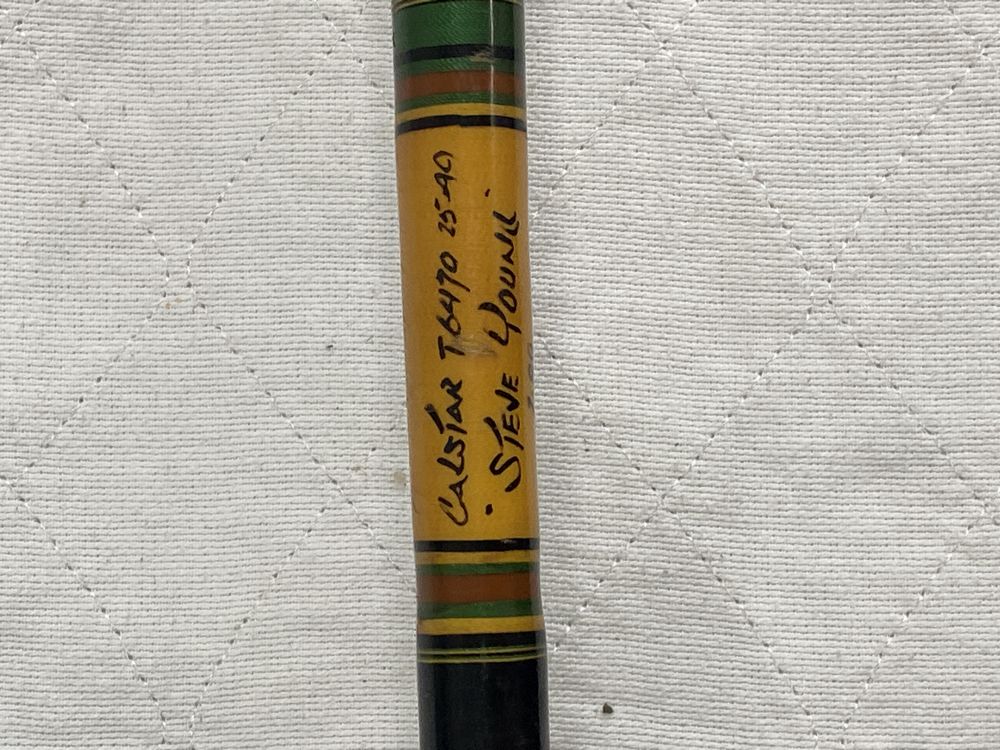 CALSTAR T6470 25-40
. STEVE YOUNG .